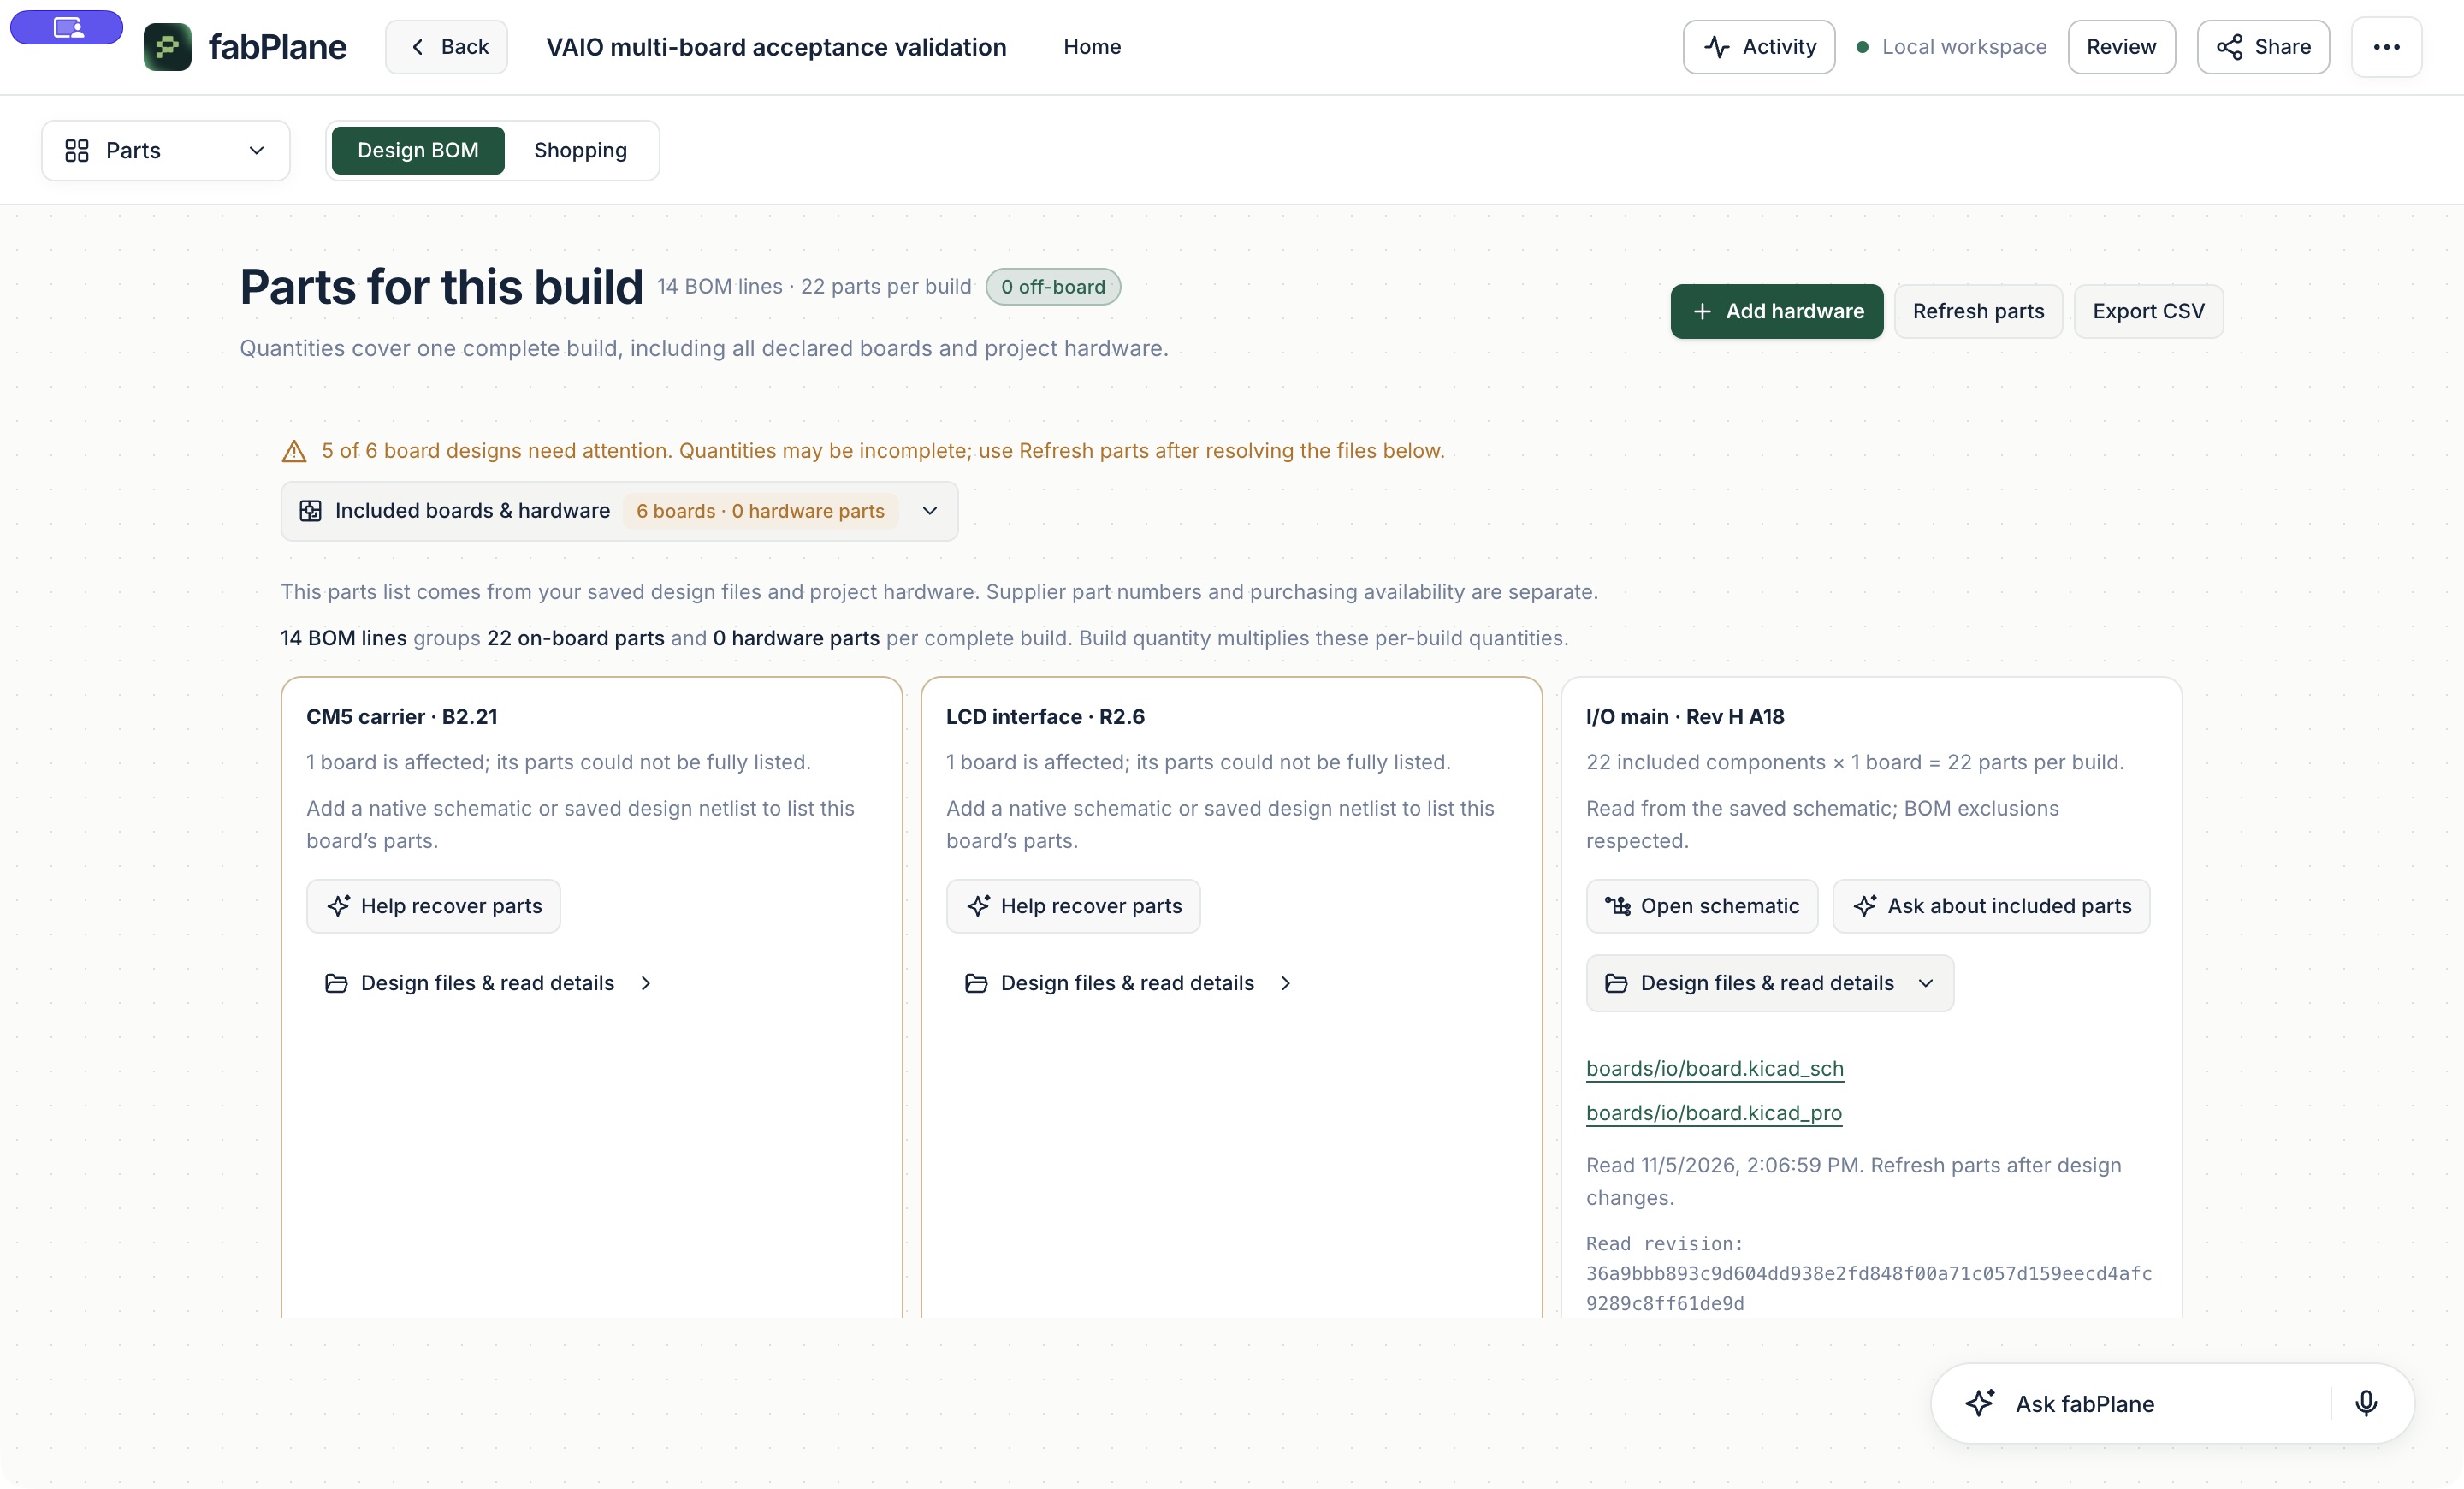 fabPlane
Back
VAIO multi-board acceptance validation
Home
Activity
Local workspace
Review
Share
Parts
Design BOM
Shopping
Parts for this build
14 BOM lines · 22 parts per build
0 off-board
Quantities cover one complete build, including all declared boards and project hardware.
Add hardware
Refresh parts
Export CSV
5 of 6 board designs need attention. Quantities may be incomplete; use Refresh parts after resolving the files below.
Included boards & hardware
6 boards · 0 hardware parts
This parts list comes from your saved design files and project hardware. Supplier part numbers and purchasing availability are separate.
14 BOM lines groups 22 on-board parts and 0 hardware parts per complete build. Build quantity multiplies these per-build quantities.
CM5 carrier · B2.21
1 board is affected; its parts could not be fully listed.
Add a native schematic or saved design netlist to list this
board’s parts.
Help recover parts
Design files & read details
LCD interface · R2.6
1 board is affected; its parts could not be fully listed.
Add a native schematic or saved design netlist to list this
board’s parts.
Help recover parts
Design files & read details
I/O main · Rev H A18
22 included components × 1 board = 22 parts per build.
Read from the saved schematic; BOM exclusions
respected.
Open schematic
Ask about included parts
Design files & read details
boards/io/board.kicad_sch
boards/io/board.kicad_pro
Read 11/5/2026, 2:06:59 PM. Refresh parts after design
changes.
Read revision:
36a9bbb893c9d604dd938e2fd848f00a71c057d159eecd4afc
9289c8ff61de9d
Ask fabPlane